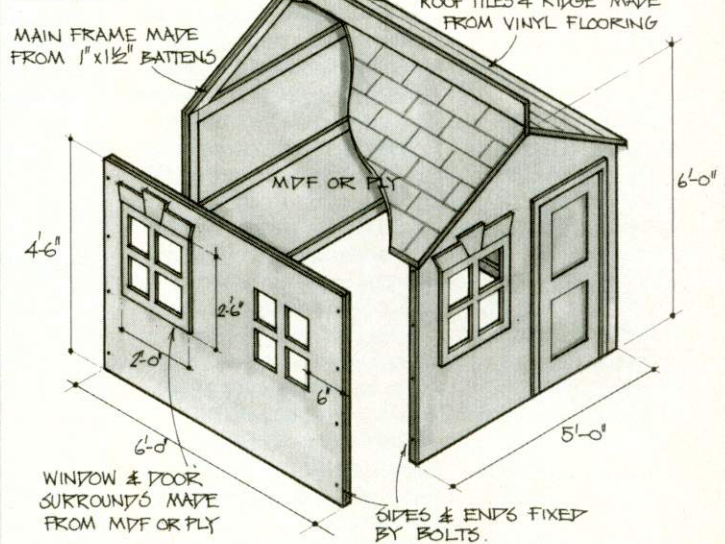 ROOF TILES & RIDGE MADE
FROM VINYL FLOORING
MAIN FRAME MADE
FROM 1"x1½" BATTENS
MDF OR PLY
6'-0"
4'-6"
2'-6"
2'-0"
6"
6'-0"
5'-0"
WINDOW & DOOR
SURROUNDS MADE
FROM MDF OR PLY
SIDES & ENDS FIXED
BY BOLTS.